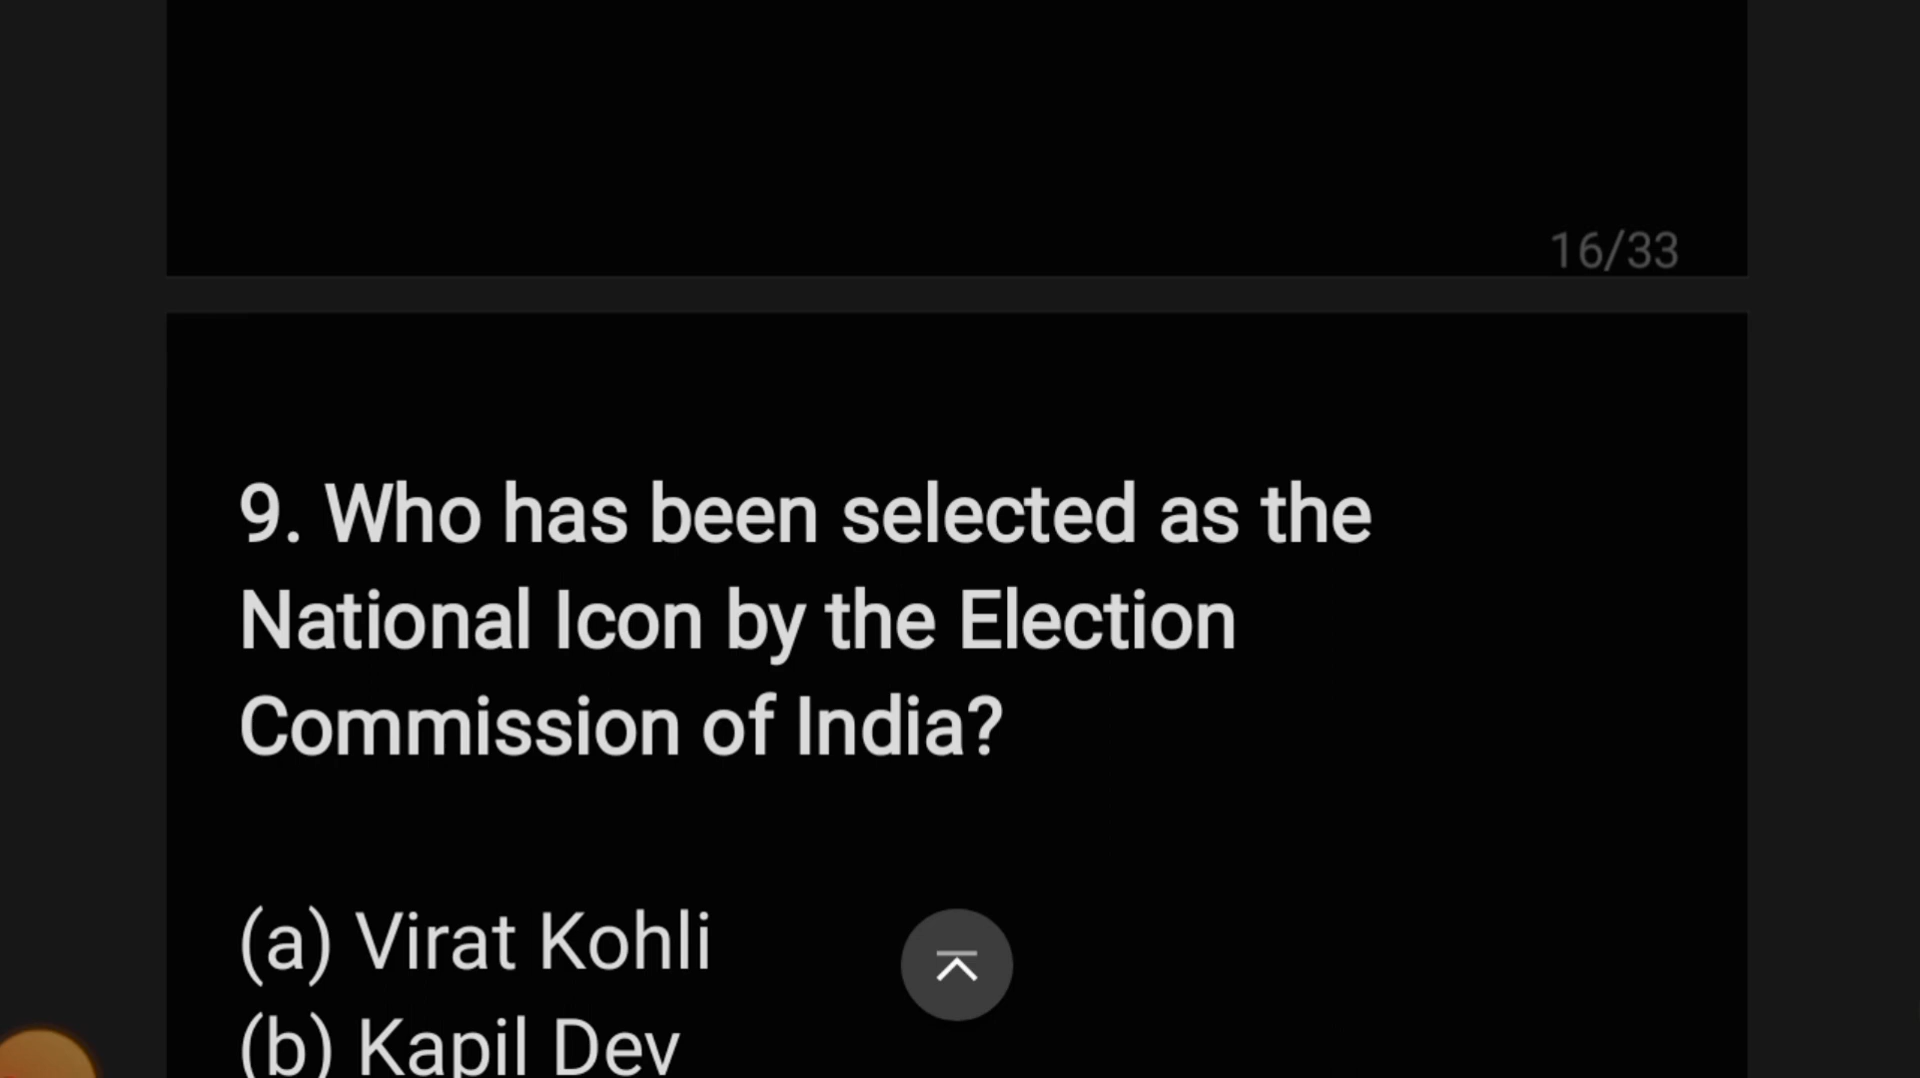 16/33
9. Who has been selected as the
National Icon by the Election
Commission of India?
(a) Virat Kohli
(b) Kapil Dev